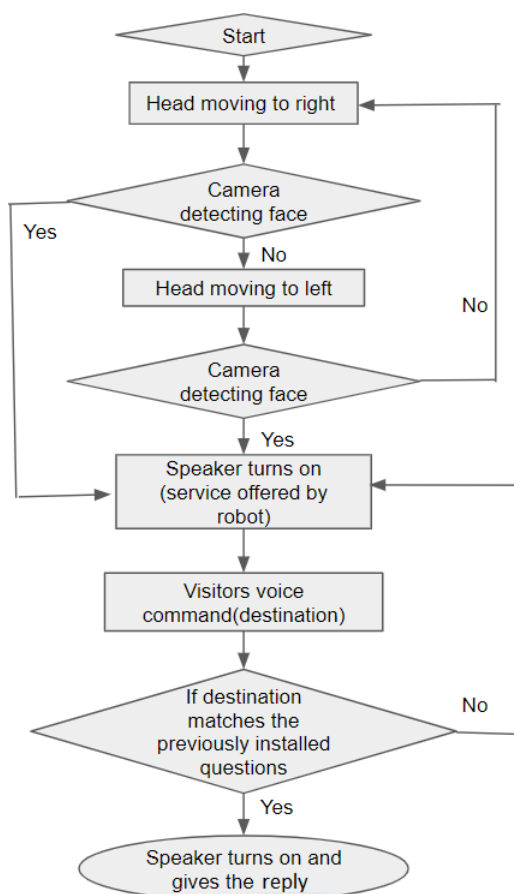 Start
Head moving to right
Camera
detecting face
Yes
No
Head moving to left
No
Camera
detecting face
Yes
Speaker turns on
(service offered by
robot)
Visitors voice
command(destination)
If destination
matches the
previously installed
questions
No
Yes
Speaker turns on and
gives the reply